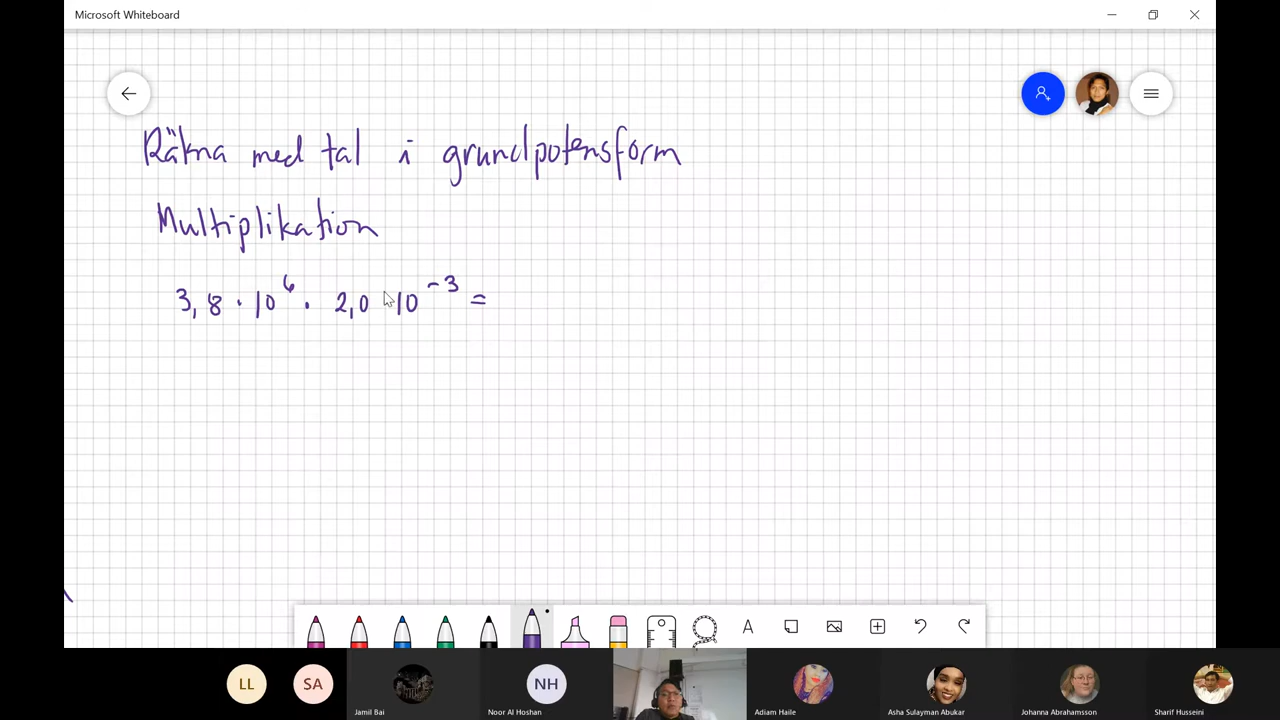 Microsoft Whiteboard
Räkna med tal i grundpotensform
Multiplikation
3,8 · 10⁶ · 2,0 10⁻³ =
A
LL
SA
NH
Jamil Bai
Noor Al Hoshan
Adiam Haile
Asha Sulayman Abukar
Johanna Abrahamsson
Sharif Husseini